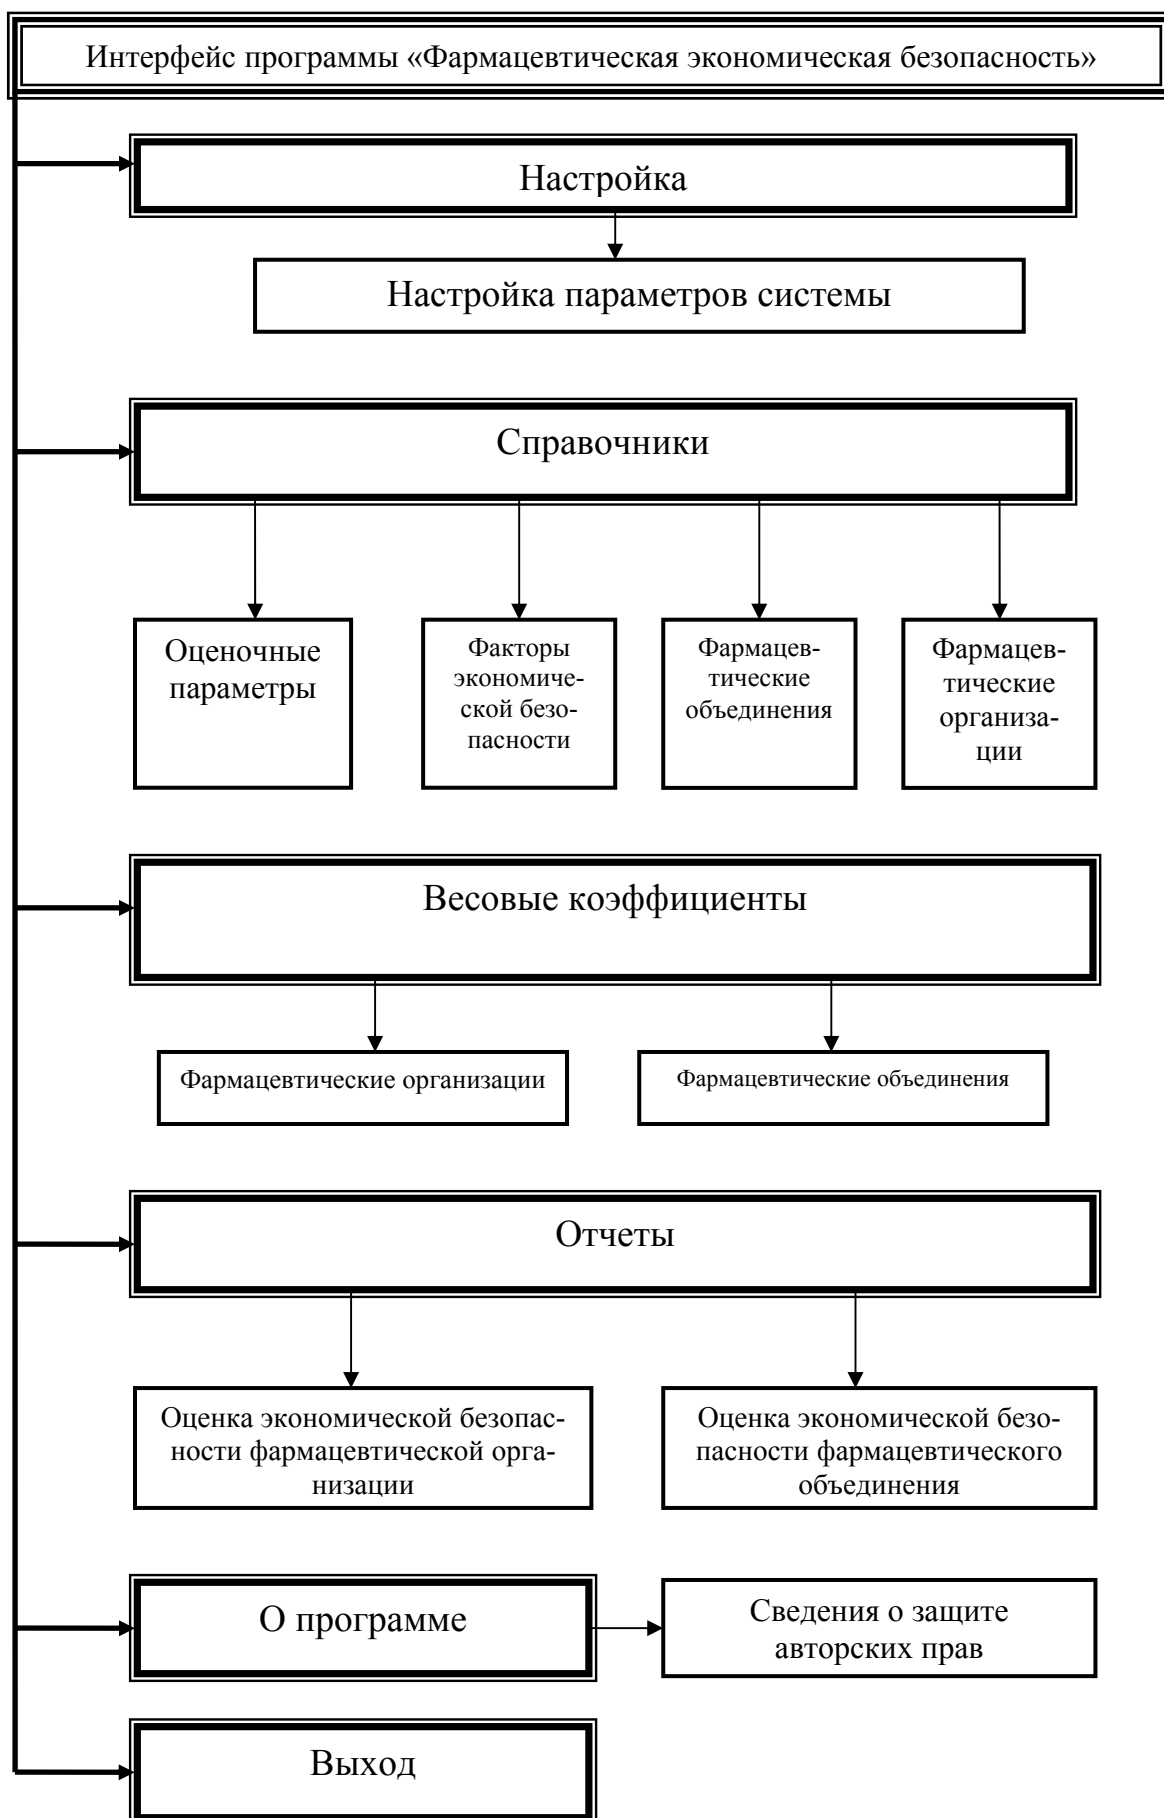 Интерфейс программы «Фармацевтическая экономическая безопасность»
Настройка
Настройка параметров системы
Справочники
Оценочные
параметры
Факторы
экономиче-
ской безо-
пасности
Фармацев-
тические
объединения
Фармацев-
тические
организа-
ции
Весовые коэффициенты
Фармацевтические организации
Фармацевтические объединения
Отчеты
Оценка экономической безопас-
ности фармацевтической орга-
низации
Оценка экономической безо-
пасности фармацевтического
объединения
О программе
Сведения о защите
авторских прав
Выход